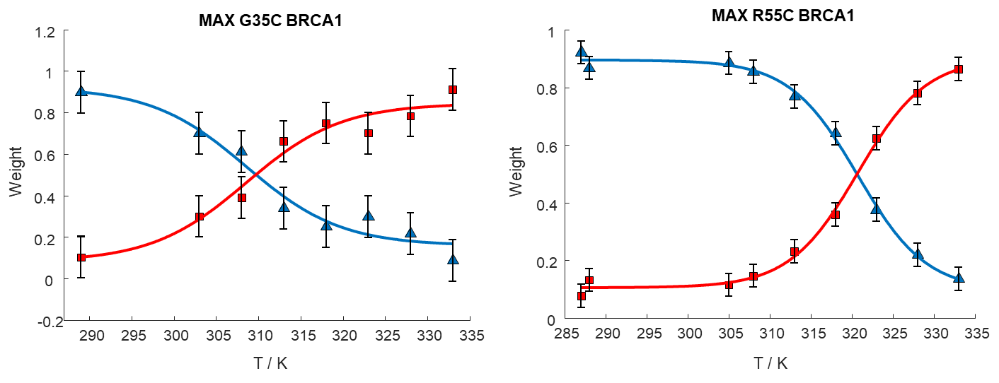 MAX G35C BRCA1
1.2
1
0.8
0.6
0.4
0.2
0
-0.2
Weight
290 295 300 305 310 315 320 325 330 335
T / K
MAX R55C BRCA1
1
0.8
0.6
0.4
0.2
0
Weight
285 290 295 300 305 310 315 320 325 330 335
T / K